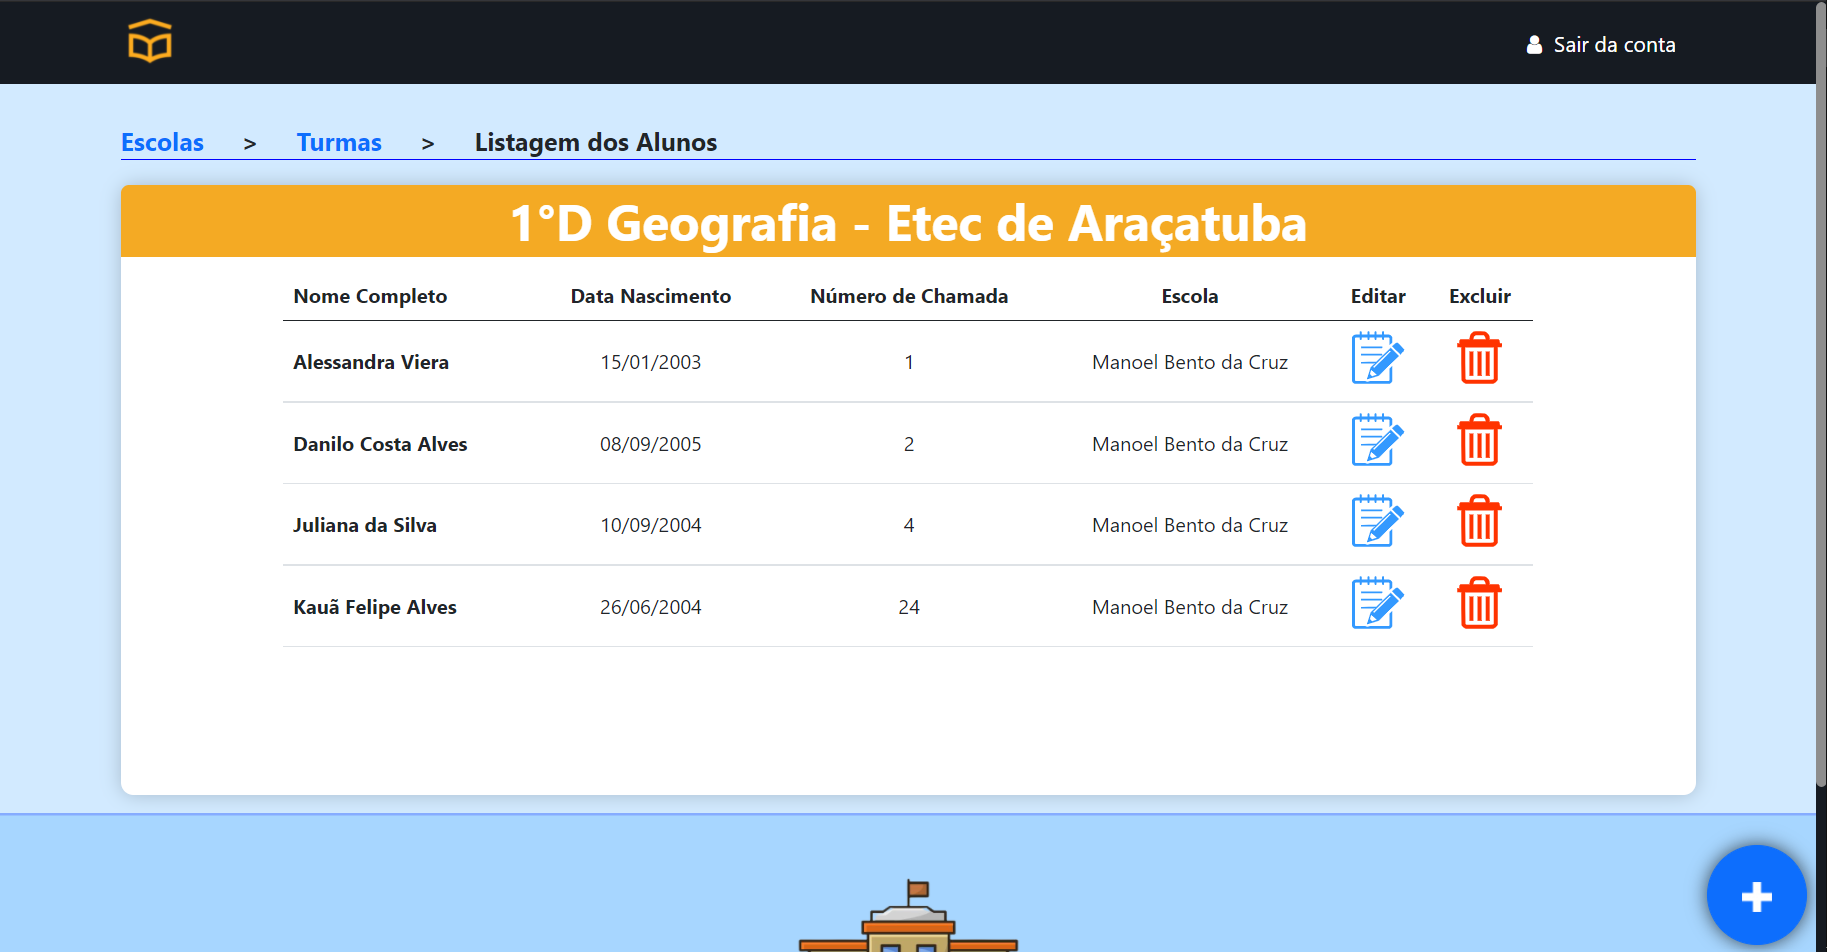 Sair da conta
Escolas > Turmas > Listagem dos Alunos
1°D Geografia - Etec de Araçatuba
Nome Completo Data Nascimento Número de Chamada Escola Editar Excluir
Alessandra Viera 15/01/2003 1 Manoel Bento da Cruz
Danilo Costa Alves 08/09/2005 2 Manoel Bento da Cruz
Juliana da Silva 10/09/2004 4 Manoel Bento da Cruz
Kauã Felipe Alves 26/06/2004 24 Manoel Bento da Cruz